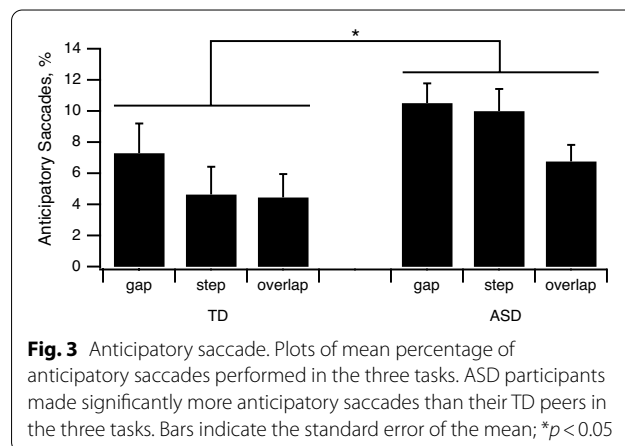 *
14
12
10
8
6
4
2
0
Anticipatory Saccades, %
gap step overlap gap step overlap
TD ASD
Fig. 3 Anticipatory saccade. Plots of mean percentage of
anticipatory saccades performed in the three tasks. ASD participants
made significantly more anticipatory saccades than their TD peers in
the three tasks. Bars indicate the standard error of the mean; *p < 0.05